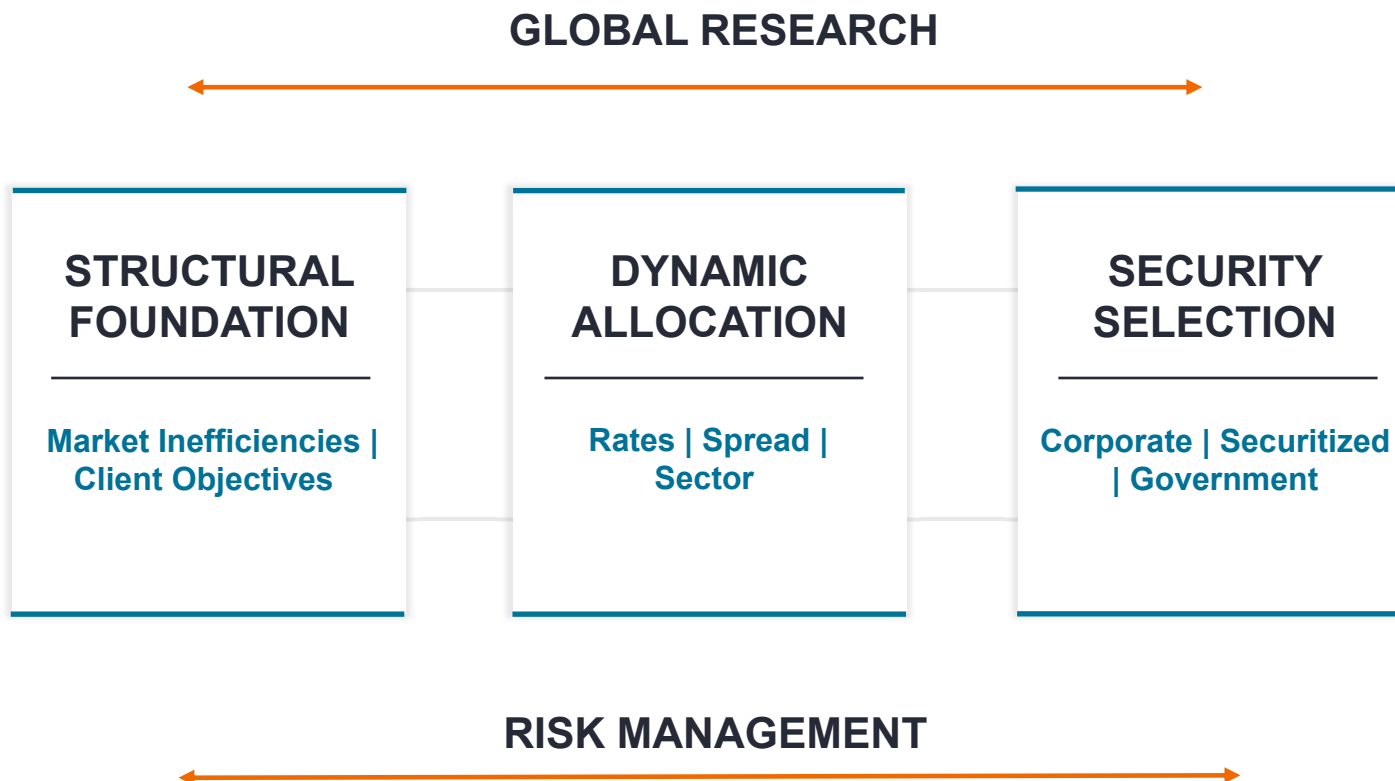 GLOBAL RESEARCH
STRUCTURAL
FOUNDATION
Market Inefficiencies |
Client Objectives
DYNAMIC
ALLOCATION
Rates | Spread |
Sector
SECURITY
SELECTION
Corporate | Securitized
| Government
RISK MANAGEMENT